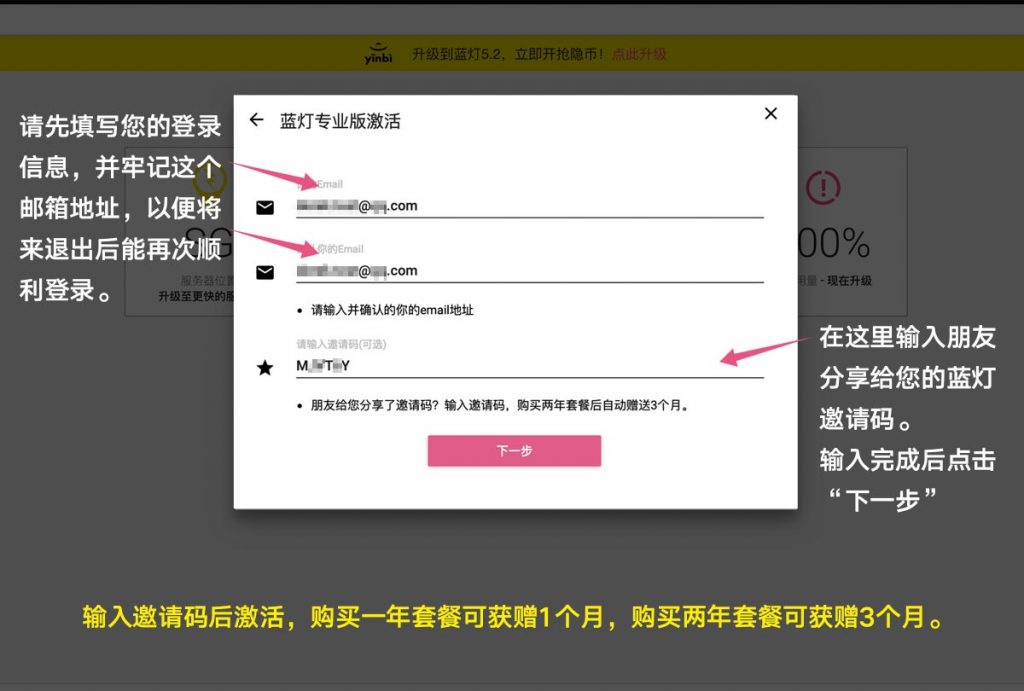 yinbi
升级到蓝灯5.2，立即开抢隐币！点此升级
请先填写您的登录
信息，并牢记这个
邮箱地址，以便将
来退出后能再次顺
利登录。
蓝灯专业版激活
Email
@ .com
你的Email
@ .com
请输入并确认的你的email地址
请输入邀请码(可选)
M T Y
朋友给您分享了邀请码？输入邀请码，购买两年套餐后自动赠送3个月。
下一步
SG
服务器位置
升级至更快的服
00%
用量 - 现在升级
在这里输入朋友
分享给您的蓝灯
邀请码。
输入完成后点击
“下一步”
输入邀请码后激活，购买一年套餐可获赠1个月，购买两年套餐可获赠3个月。